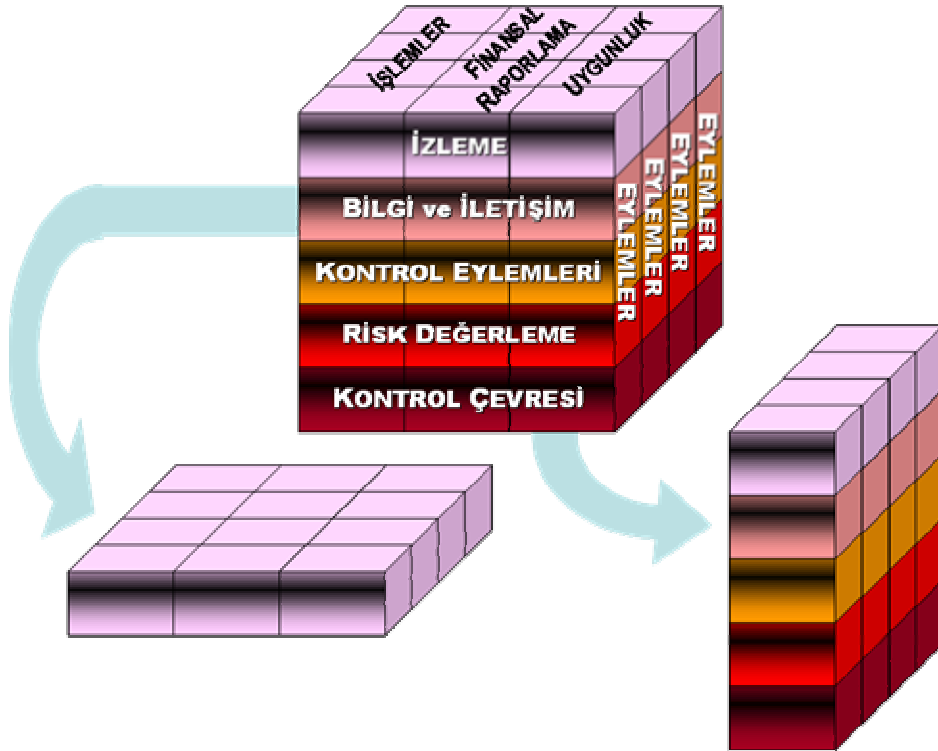 İŞLEMLER
FİNANSAL
RAPORLAMA
UYGUNLUK
İZLEME
BİLGİ ve İLETİŞİM
KONTROL EYLEMLERİ
RİSK DEĞERLEME
KONTROL ÇEVRESİ
EYLEMLER
EYLEMLER
EYLEMLER
EYLEMLER